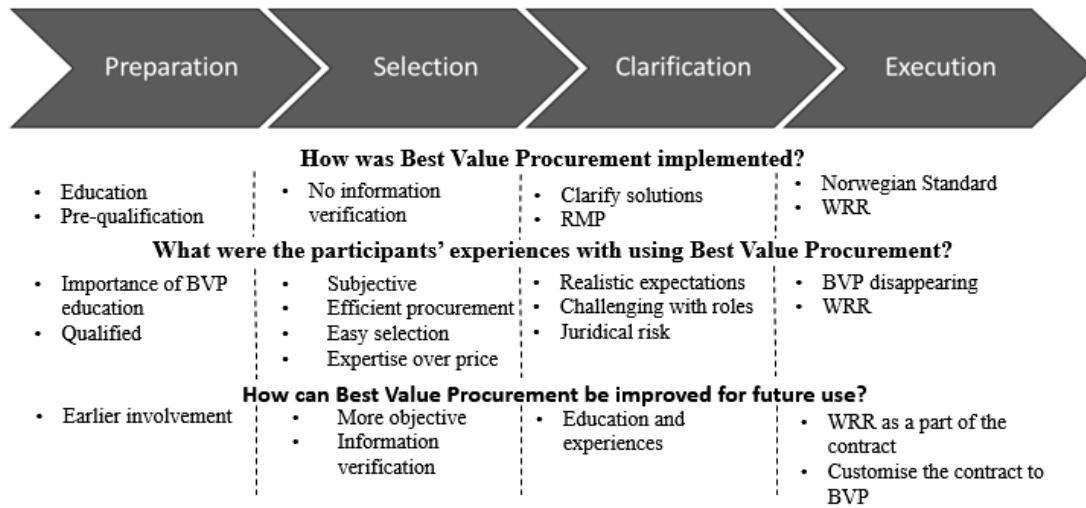 Preparation
Selection
Clarification
Execution
How was Best Value Procurement implemented?
• Education
• Pre-qualification
• No information
verification
• Clarify solutions
• RMP
• Norwegian Standard
• WRR
What were the participants’ experiences with using Best Value Procurement?
• Importance of BVP
education
• Qualified
• Subjective
• Efficient procurement
• Easy selection
• Expertise over price
• Realistic expectations
• Challenging with roles
• Juridical risk
• BVP disappearing
• WRR
How can Best Value Procurement be improved for future use?
• Earlier involvement
• More objective
• Information
verification
• Education and
experiences
• WRR as a part of the
contract
• Customise the contract to
BVP